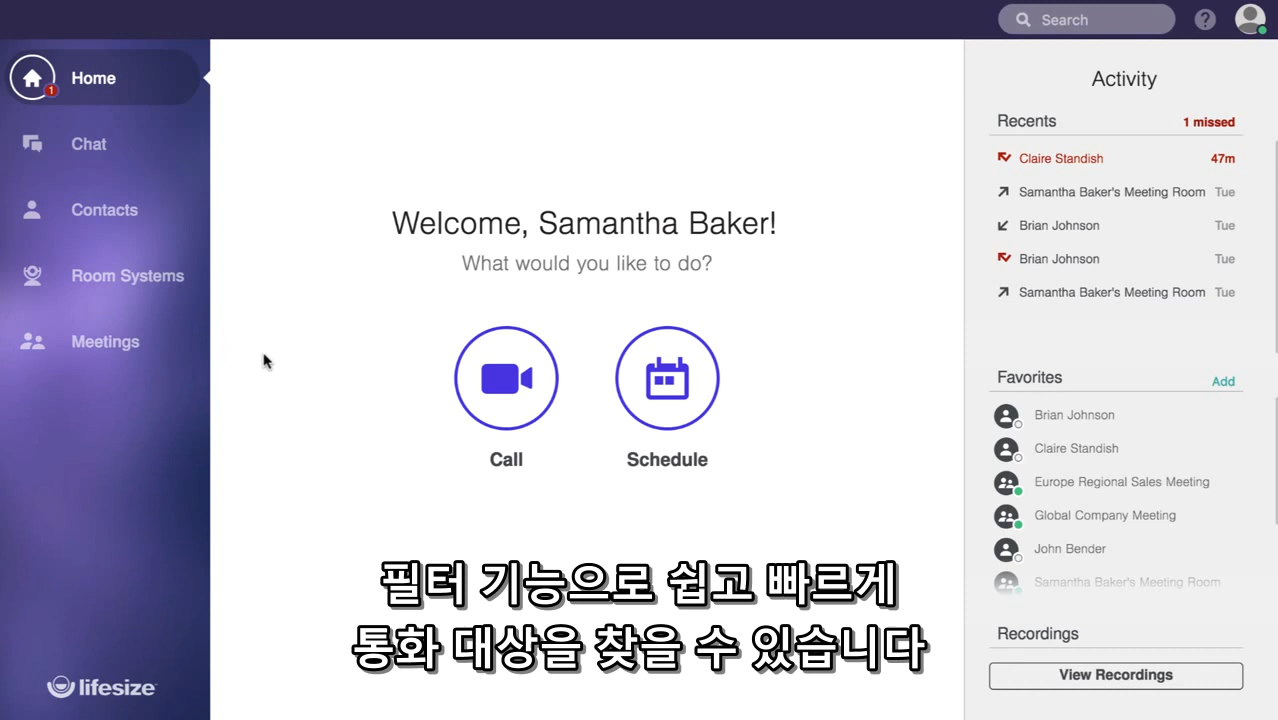 Search
?
Home
1
Chat
Contacts
Room Systems
Meetings
lifesize
Welcome, Samantha Baker!
What would you like to do?
Call
Schedule
필터 기능으로 쉽고 빠르게
통화 대상을 찾을 수 있습니다
Activity
Recents 1 missed
Claire Standish 47m
Samantha Baker's Meeting Room Tue
Brian Johnson Tue
Brian Johnson Tue
Samantha Baker's Meeting Room Tue
Favorites Add
Brian Johnson
Claire Standish
Europe Regional Sales Meeting
Global Company Meeting
John Bender
Samantha Baker's Meeting Room
Recordings
View Recordings